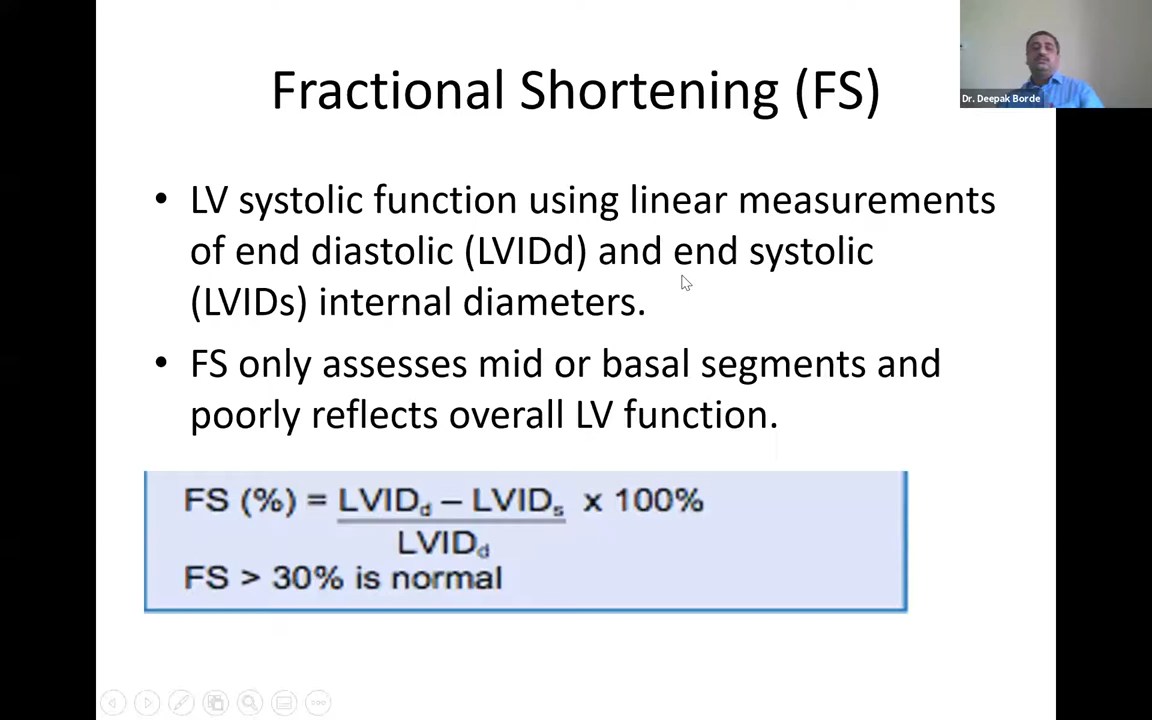 Fractional Shortening (FS)
Dr. Deepak Borde
• LV systolic function using linear measurements
of end diastolic (LVIDd) and end systolic
(LVIDs) internal diameters.
• FS only assesses mid or basal segments and
poorly reflects overall LV function.
FS (%) = LVIDd – LVIDs x 100%
LVIDd
FS > 30% is normal